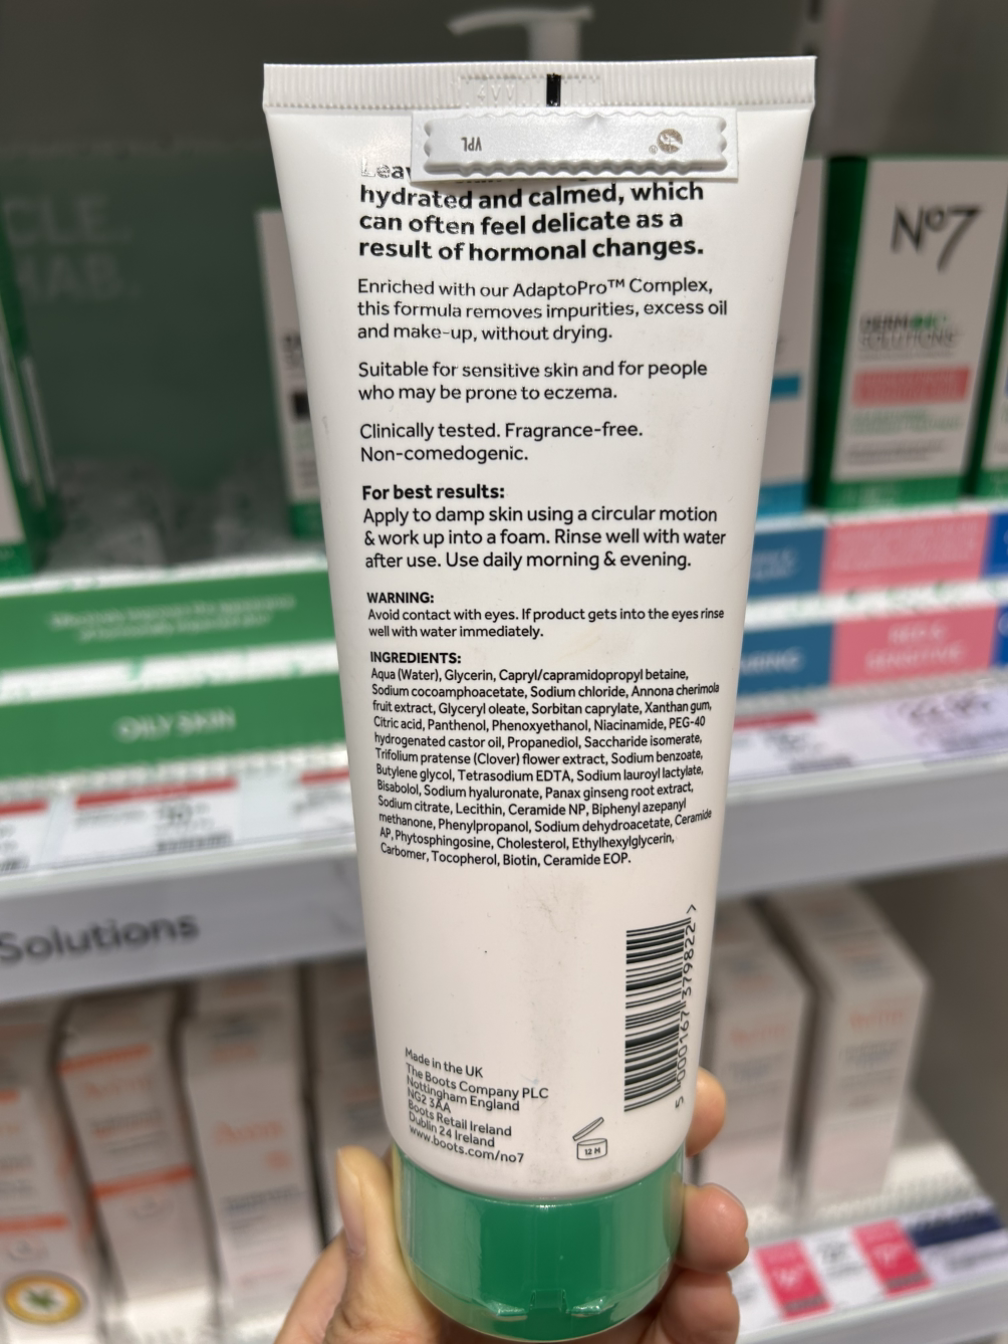 VPL
hydrated and calmed, which
can often feel delicate as a
result of hormonal changes.
Enriched with our AdaptoPro™ Complex,
this formula removes impurities, excess oil
and make-up, without drying.
Suitable for sensitive skin and for people
who may be prone to eczema.
Clinically tested. Fragrance-free.
Non-comedogenic.
For best results:
Apply to damp skin using a circular motion
& work up into a foam. Rinse well with water
after use. Use daily morning & evening.
WARNING:
Avoid contact with eyes. If product gets into the eyes rinse
well with water immediately.
INGREDIENTS:
Aqua (Water), Glycerin, Capryl/capramidopropyl betaine,
Sodium cocoamphoacetate, Sodium chloride, Annona cherimola
fruit extract, Glyceryl oleate, Sorbitan caprylate, Xanthan gum,
Citric acid, Panthenol, Phenoxyethanol, Niacinamide, PEG-40
hydrogenated castor oil, Propanediol, Saccharide isomerate,
Trifolium pratense (Clover) flower extract, Sodium benzoate,
Butylene glycol, Tetrasodium EDTA, Sodium lauroyl lactylate,
Bisabolol, Sodium hyaluronate, Panax ginseng root extract,
Sodium citrate, Lecithin, Ceramide NP, Biphenyl azepanyl
methanone, Phenylpropanol, Sodium dehydroacetate, Ceramide
AP, Phytosphingosine, Cholesterol, Ethylhexylglycerin,
Carbomer, Tocopherol, Biotin, Ceramide EOP.
5 000167 379822 >
Made in the UK
The Boots Company PLC
Nottingham England
NG2 3AA
Boots Retail Ireland
Dublin 24 Ireland
www.boots.com/no7
12 M
No7
DERM
SOLUTIONS
OILY SKIN
RED &
SENSITIVE
Solutions